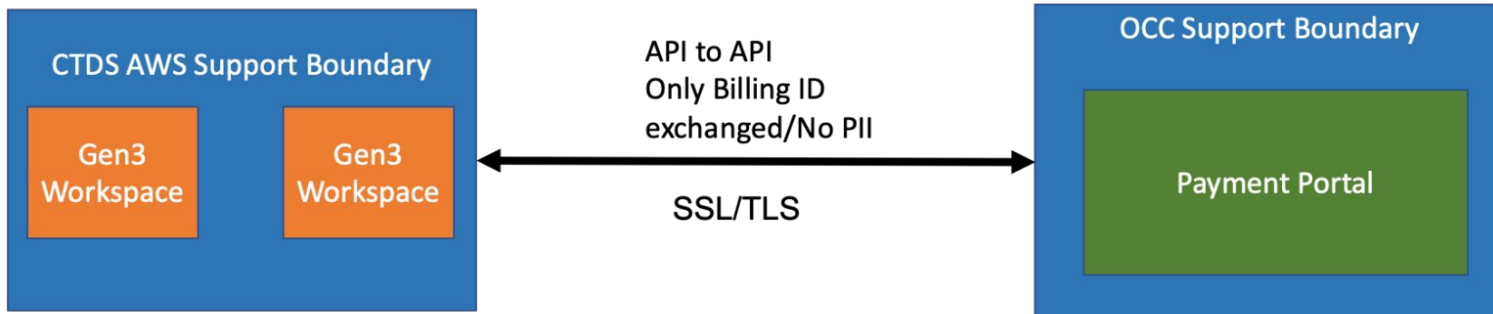 CTDS AWS Support Boundary
Gen3
Workspace
Gen3
Workspace
API to API
Only Billing ID
exchanged/No PII
SSL/TLS
OCC Support Boundary
Payment Portal